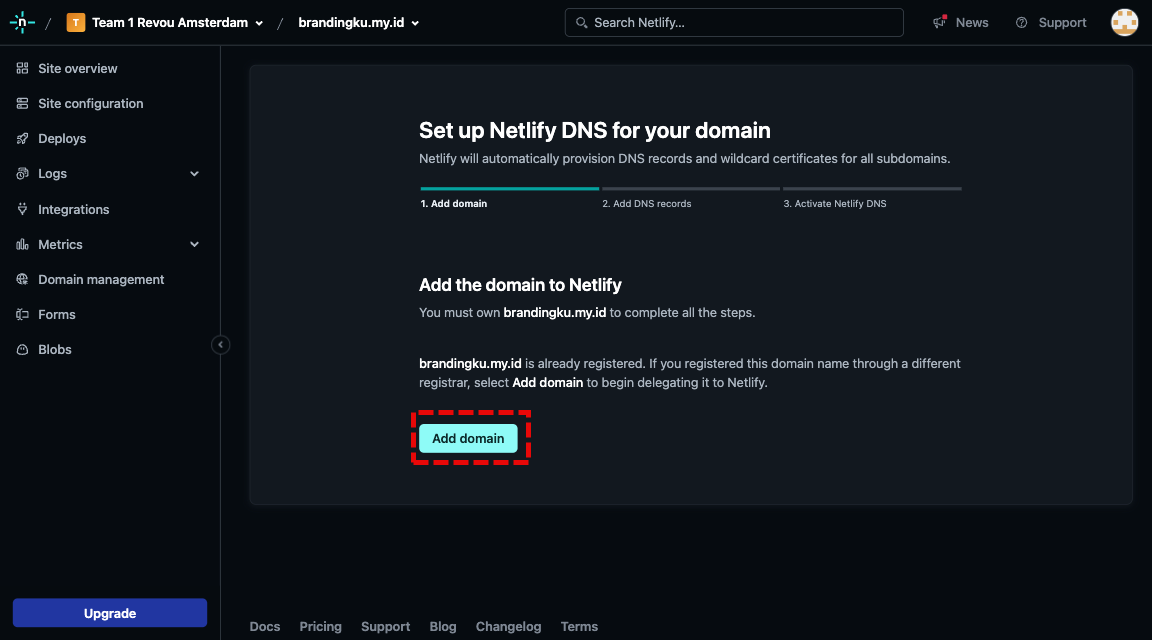 n / T Team 1 Revou Amsterdam / brandingku.my.id Search Netlify... News Support
Site overview
Site configuration
Deploys
Logs
Integrations
Metrics
Domain management
Forms
Blobs
Upgrade
Set up Netlify DNS for your domain
Netlify will automatically provision DNS records and wildcard certificates for all subdomains.
1. Add domain 2. Add DNS records 3. Activate Netlify DNS
Add the domain to Netlify
You must own brandingku.my.id to complete all the steps.
brandingku.my.id is already registered. If you registered this domain name through a different
registrar, select Add domain to begin delegating it to Netlify.
Add domain
Docs Pricing Support Blog Changelog Terms